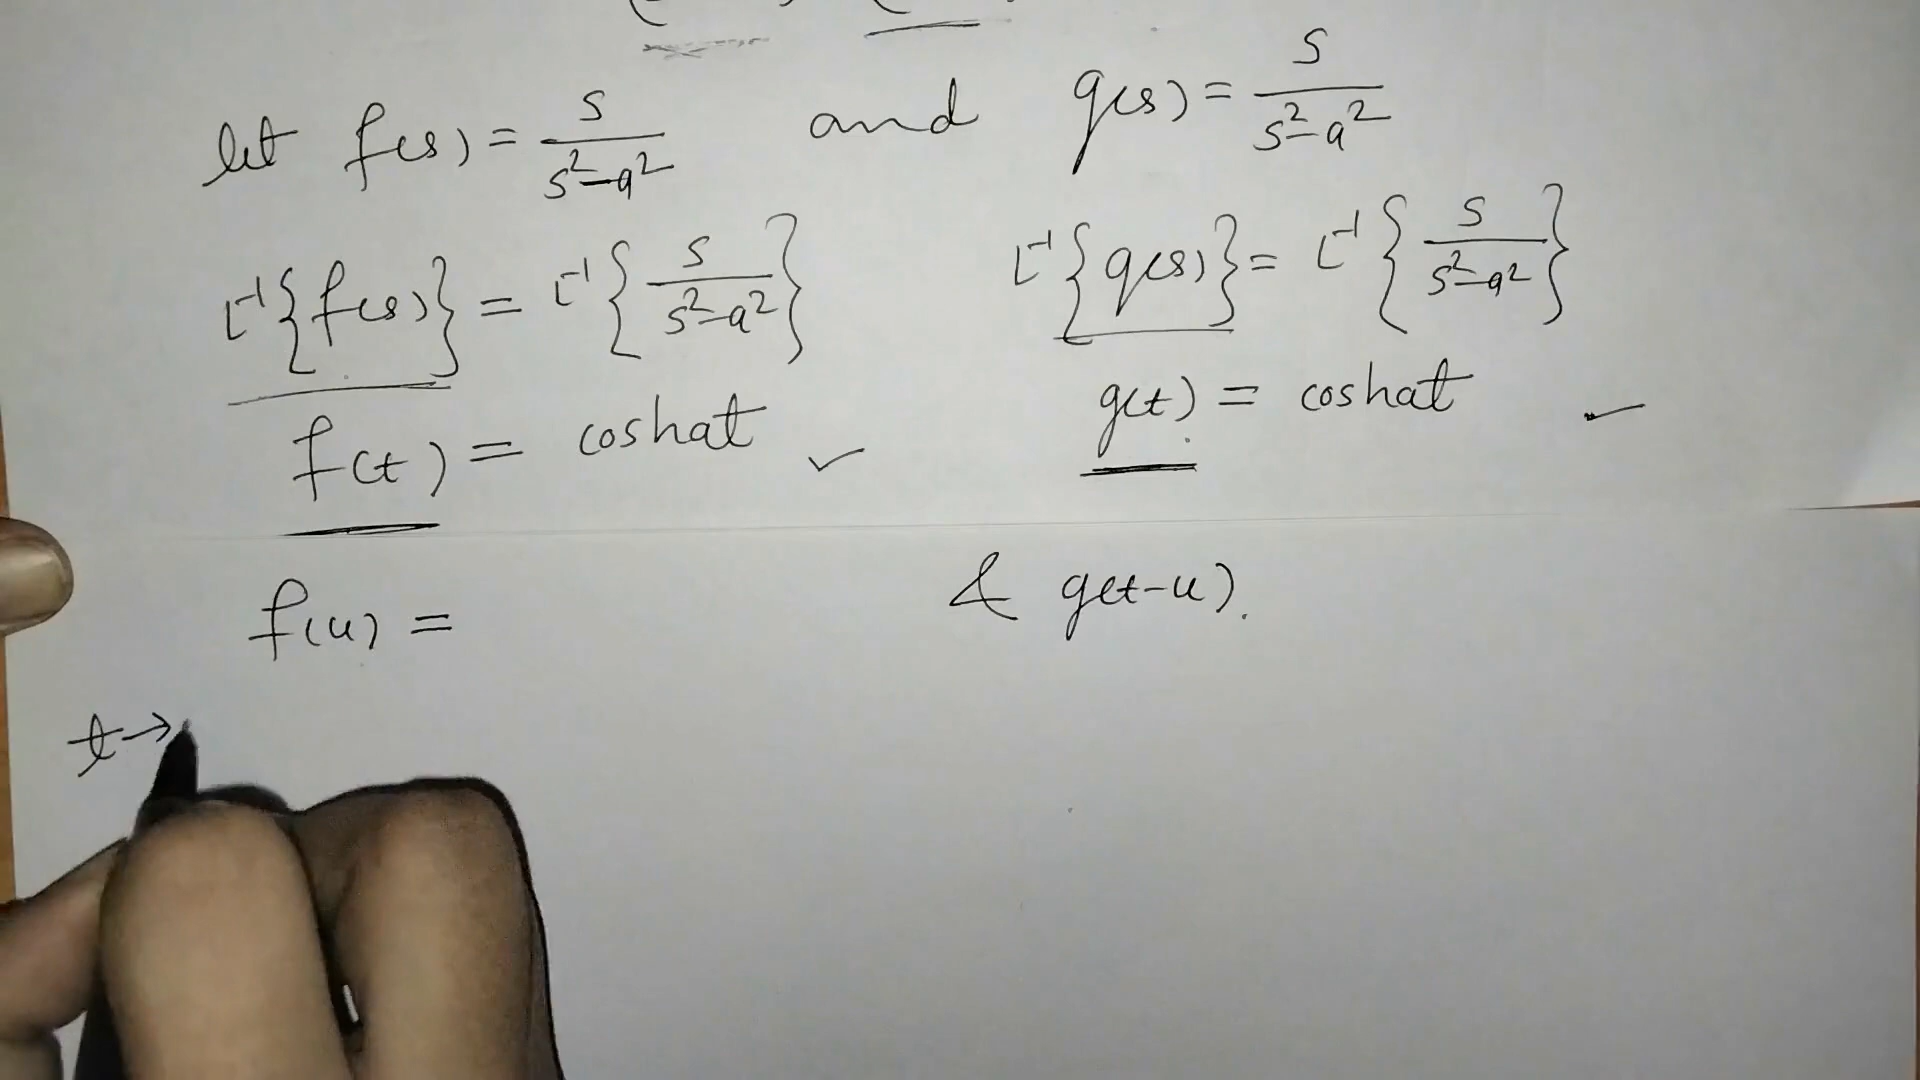 let f(s) = s/(s²-a²) and g(s) = s/(s²-a²)
L⁻¹{f(s)} = L⁻¹{s/(s²-a²)} L⁻¹{g(s)} = L⁻¹{s/(s²-a²)}
f(t) = coshat ✓ g(t) = coshat ✓
f(u) = & g(t-u).
t→